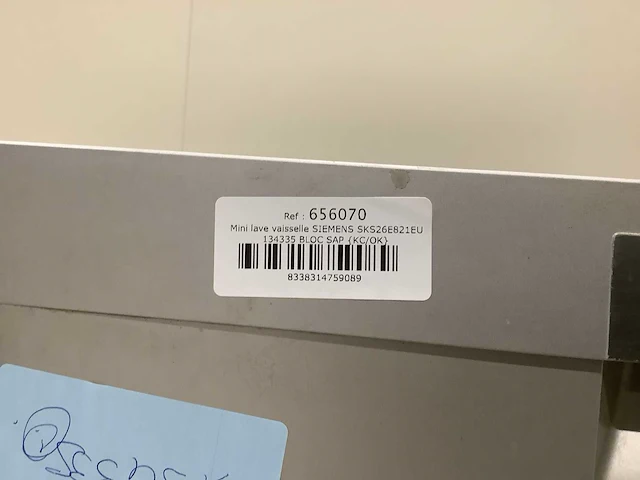 Ref : 656070
Mini lave vaisselle SIEMENS SKS26E821EU
134335 BLOC SAP {KC/OK}
8338314759089